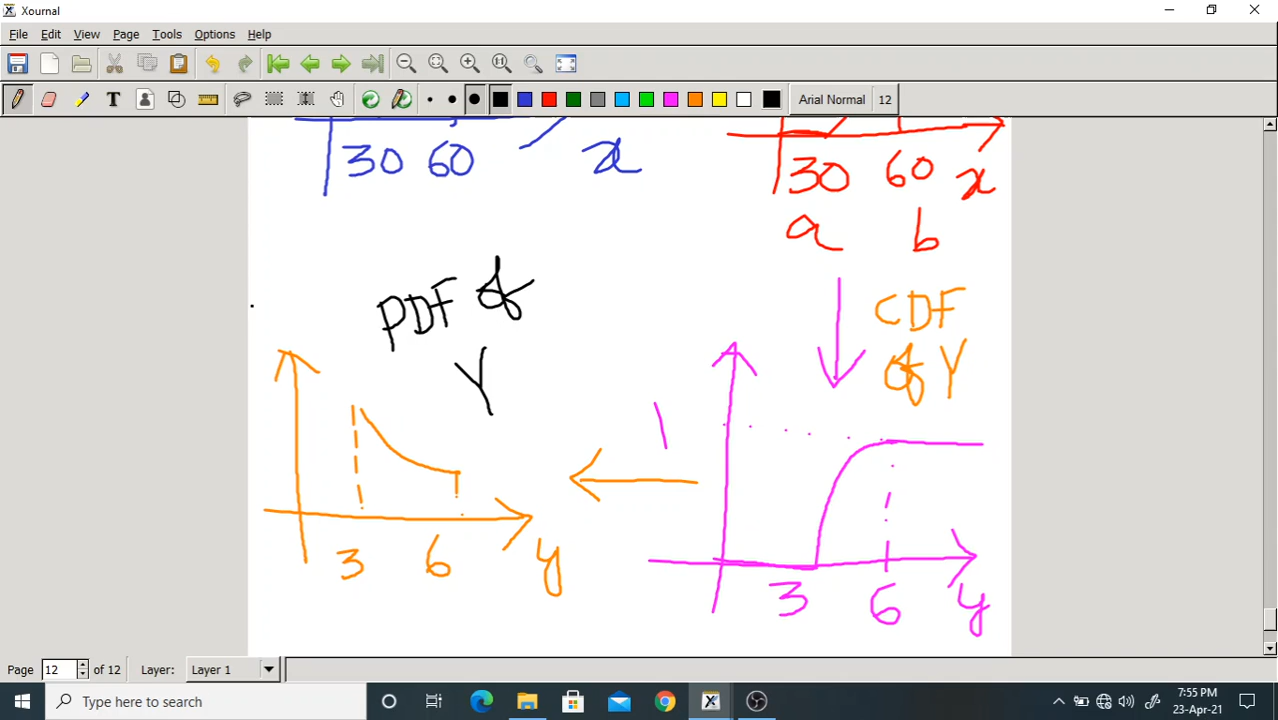 Xournal
File Edit View Page Tools Options Help
Arial Normal 12
30 60 x
30 60 x
a b
PDF of
Y
CDF
of Y
3 6 y
1
3 6 y
Page 12 of 12 Layer: Layer 1
Type here to search
7:55 PM
23-Apr-21